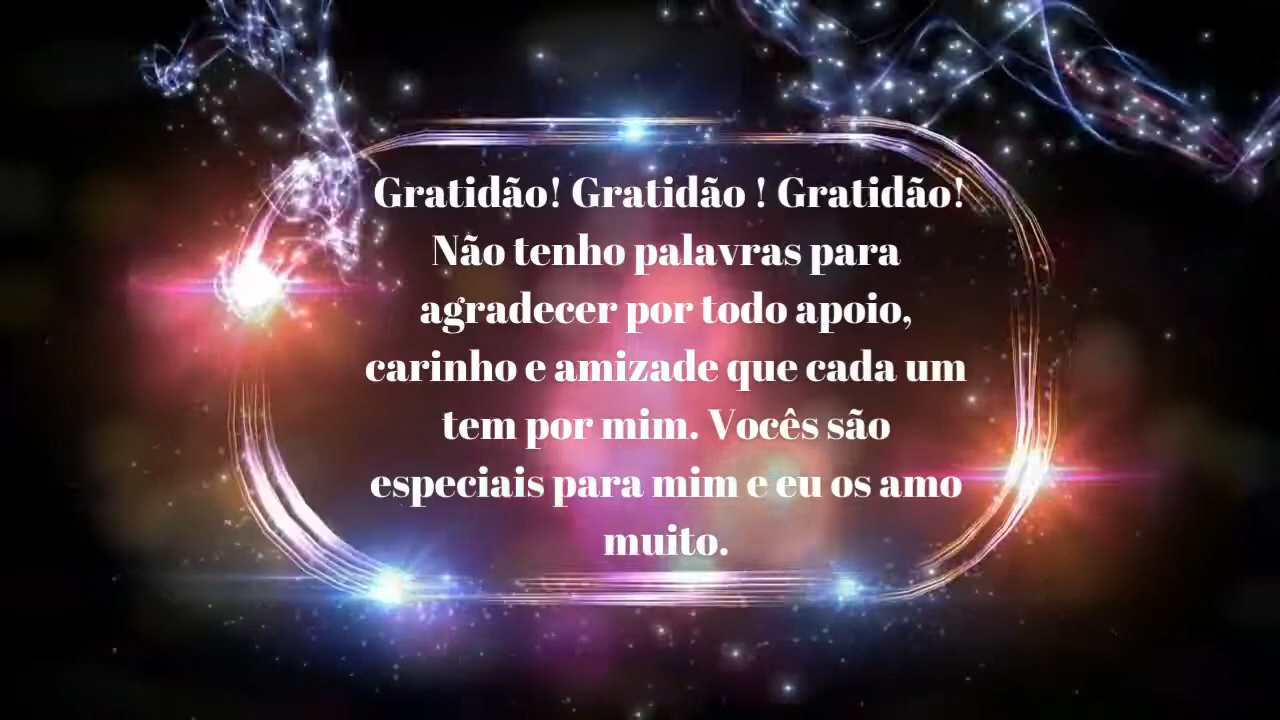 Gratidão! Gratidão ! Gratidão!
Não tenho palavras para
agradecer por todo apoio,
carinho e amizade que cada um
tem por mim. Vocês são
especiais para mim e eu os amo
muito.